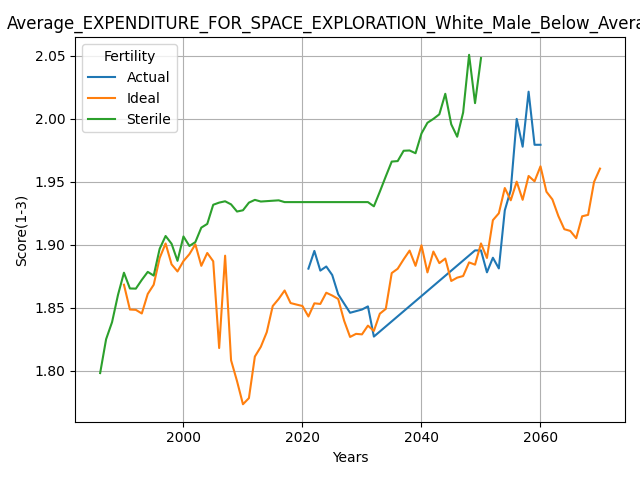 Average_EXPENDITURE_FOR_SPACE_EXPLORATION_White_Male_Below_Avera
Fertility
Actual
Ideal
Sterile
Score(1-3)
2.05
2.00
1.95
1.90
1.85
1.80
2000 2020 2040 2060
Years